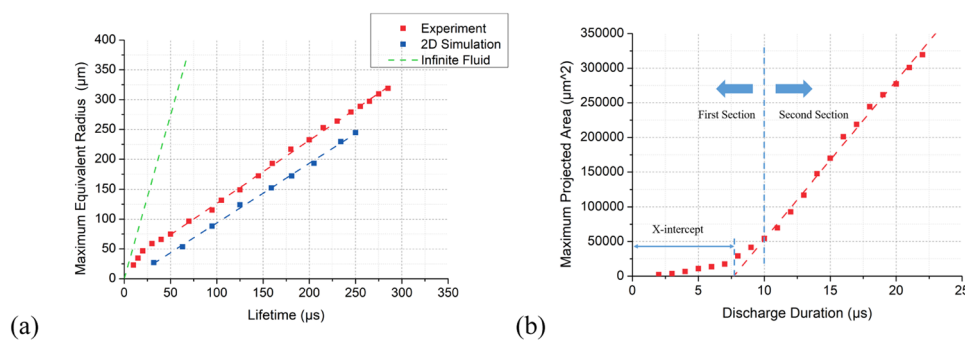 Experiment
2D Simulation
Infinite Fluid
Maximum Equivalent Radius (μm)
400
350
300
250
200
150
100
50
0
0 50 100 150 200 250 300 350
Lifetime (μs)
(a)
Maximum Projected Area (μm^2)
350000
300000
250000
200000
150000
100000
50000
0
First Section
Second Section
X-intercept
0 5 10 15 20 25
Discharge Duration (μs)
(b)